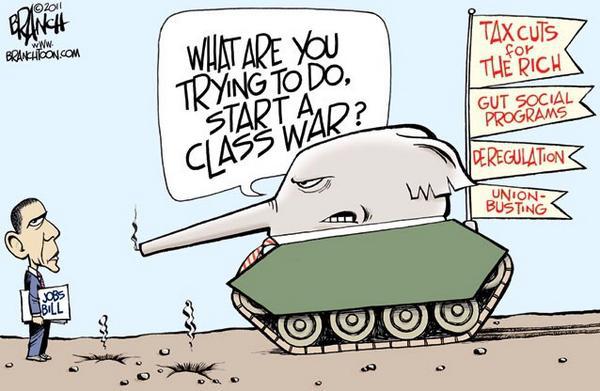 ©2011
BRANCH
WWW.
BRANCHTOON.COM
WHAT ARE YOU
TRYING TO DO,
START A
CLASS WAR?
TAX CUTS
for
THE RICH
GUT SOCIAL
PROGRAMS
DEREGULATION
UNION-
BUSTING
JOBS
BILL